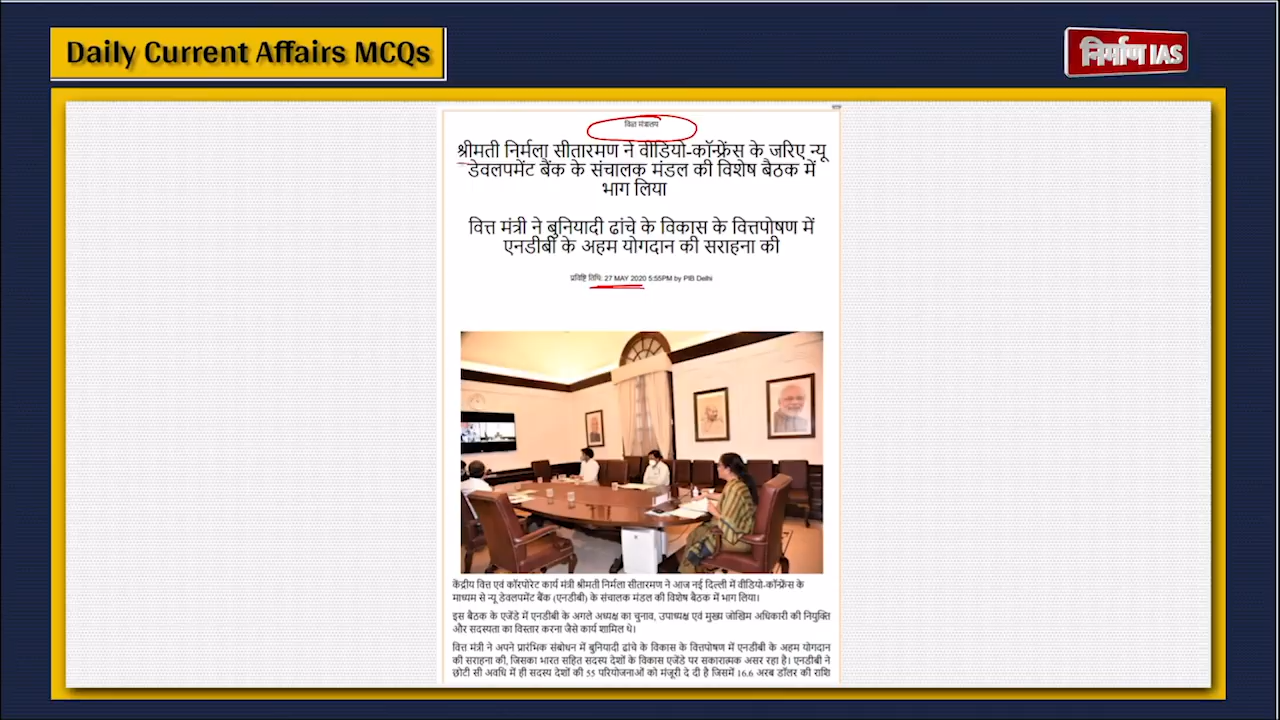 Daily Current Affairs MCQs
निर्माण IAS
वित्त मंत्रालय
श्रीमती निर्मला सीतारमण ने वीडियो-कॉन्फ्रेंस के जरिए न्यू
डेवलपमेंट बैंक के संचालक मंडल की विशेष बैठक में
भाग लिया
वित्त मंत्री ने बुनियादी ढांचे के विकास के वित्तपोषण में
एनडीबी के अहम योगदान की सराहना की
प्रविष्टि तिथि: 27 MAY 2020 5:55PM by PIB Delhi
केंद्रीय वित्त एवं कॉरपोरेट कार्य मंत्री श्रीमती निर्मला सीतारमण ने आज नई दिल्ली में वीडियो-कॉन्फ्रेंस के
माध्यम से न्यू डेवलपमेंट बैंक (एनडीबी) के संचालक मंडल की विशेष बैठक में भाग लिया।
इस बैठक के एजेंडे में एनडीबी के अगले अध्यक्ष का चुनाव, उपाध्यक्ष एवं मुख्य जोखिम अधिकारी की नियुक्ति
और सदस्यता का विस्तार करना जैसे कार्य शामिल थे।
वित्त मंत्री ने अपने प्रारंभिक संबोधन में बुनियादी ढांचे के विकास के वित्तपोषण में एनडीबी के अहम योगदान
की सराहना की, जिसका भारत सहित सदस्य देशों के विकास एजेंडे पर सकारात्मक असर रहा है। एनडीबी ने
छोटी सी अवधि में ही सदस्य देशों की 55 परियोजनाओं को मंजूरी दे दी है जिसमें 16.6 अरब डॉलर की राशि